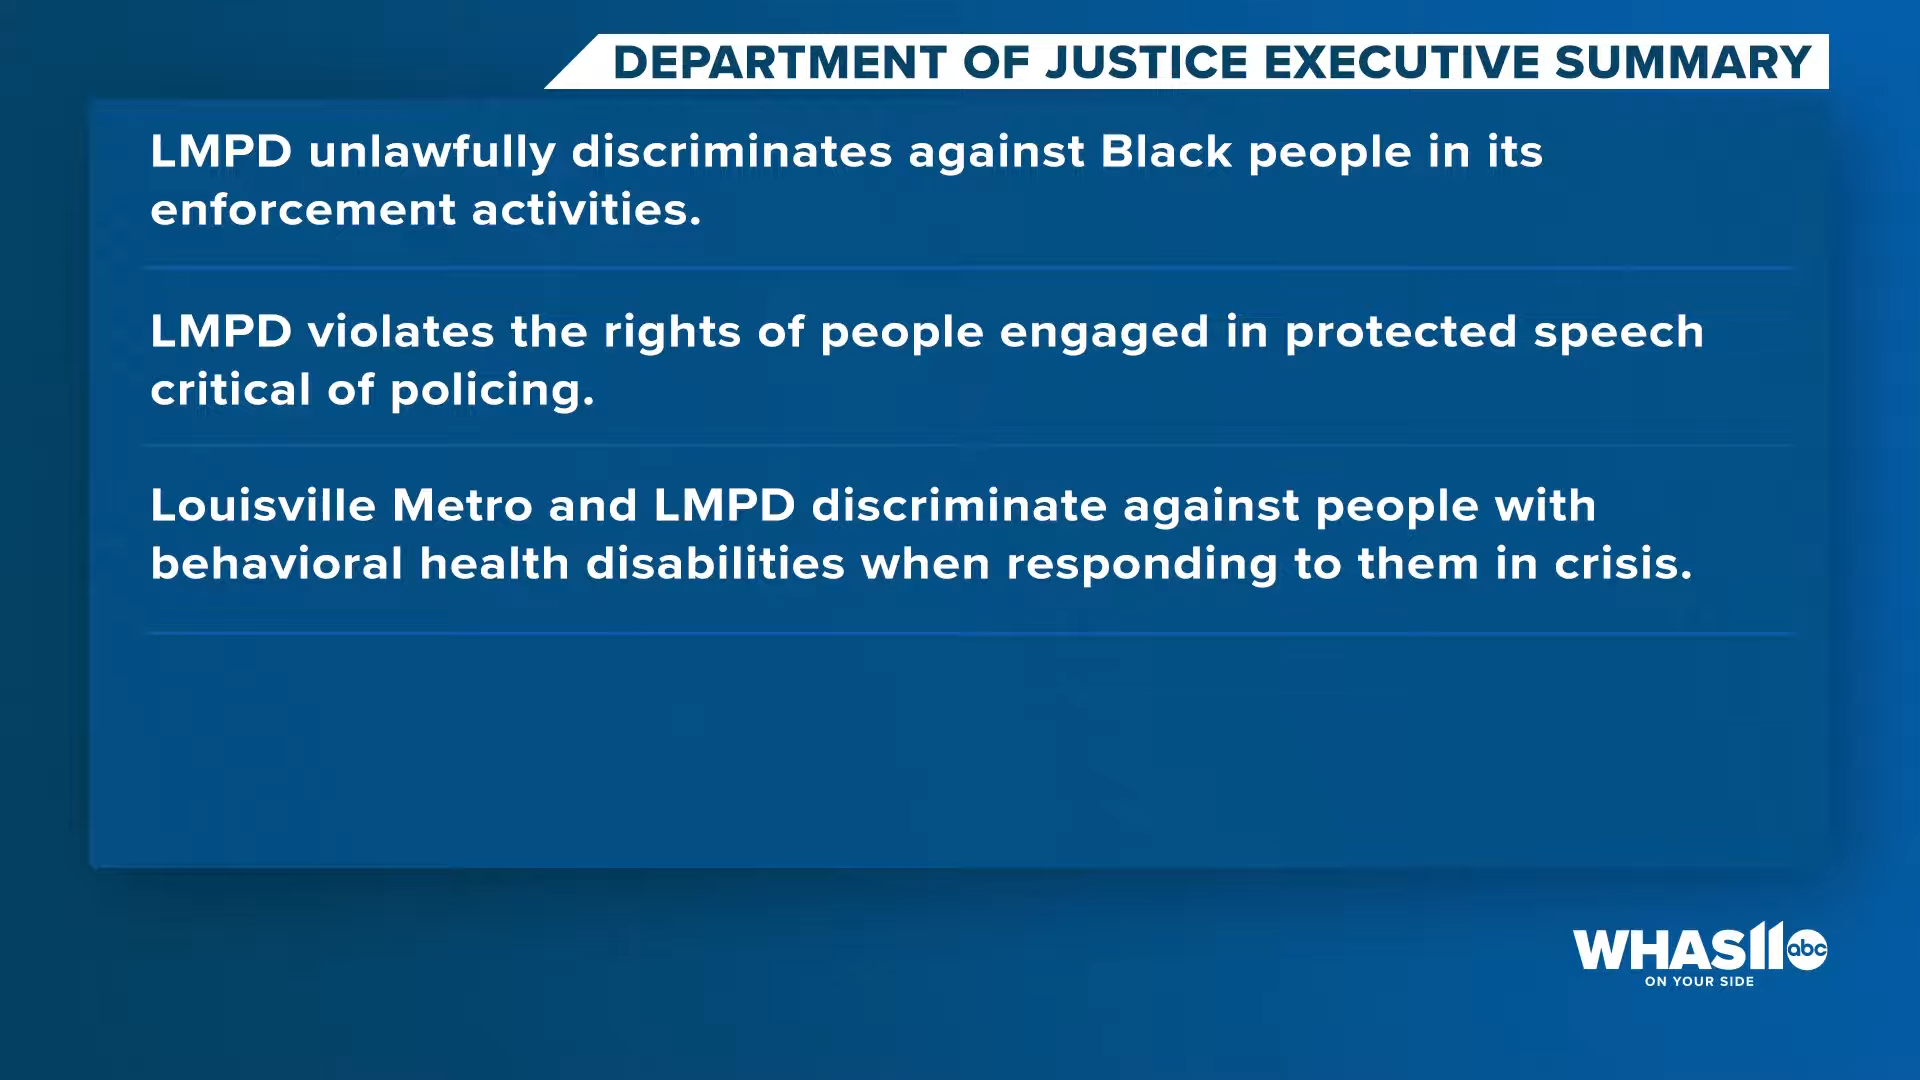 DEPARTMENT OF JUSTICE EXECUTIVE SUMMARY
LMPD unlawfully discriminates against Black people in its
enforcement activities.
LMPD violates the rights of people engaged in protected speech
critical of policing.
Louisville Metro and LMPD discriminate against people with
behavioral health disabilities when responding to them in crisis.
WHAS11 abc
ON YOUR SIDE